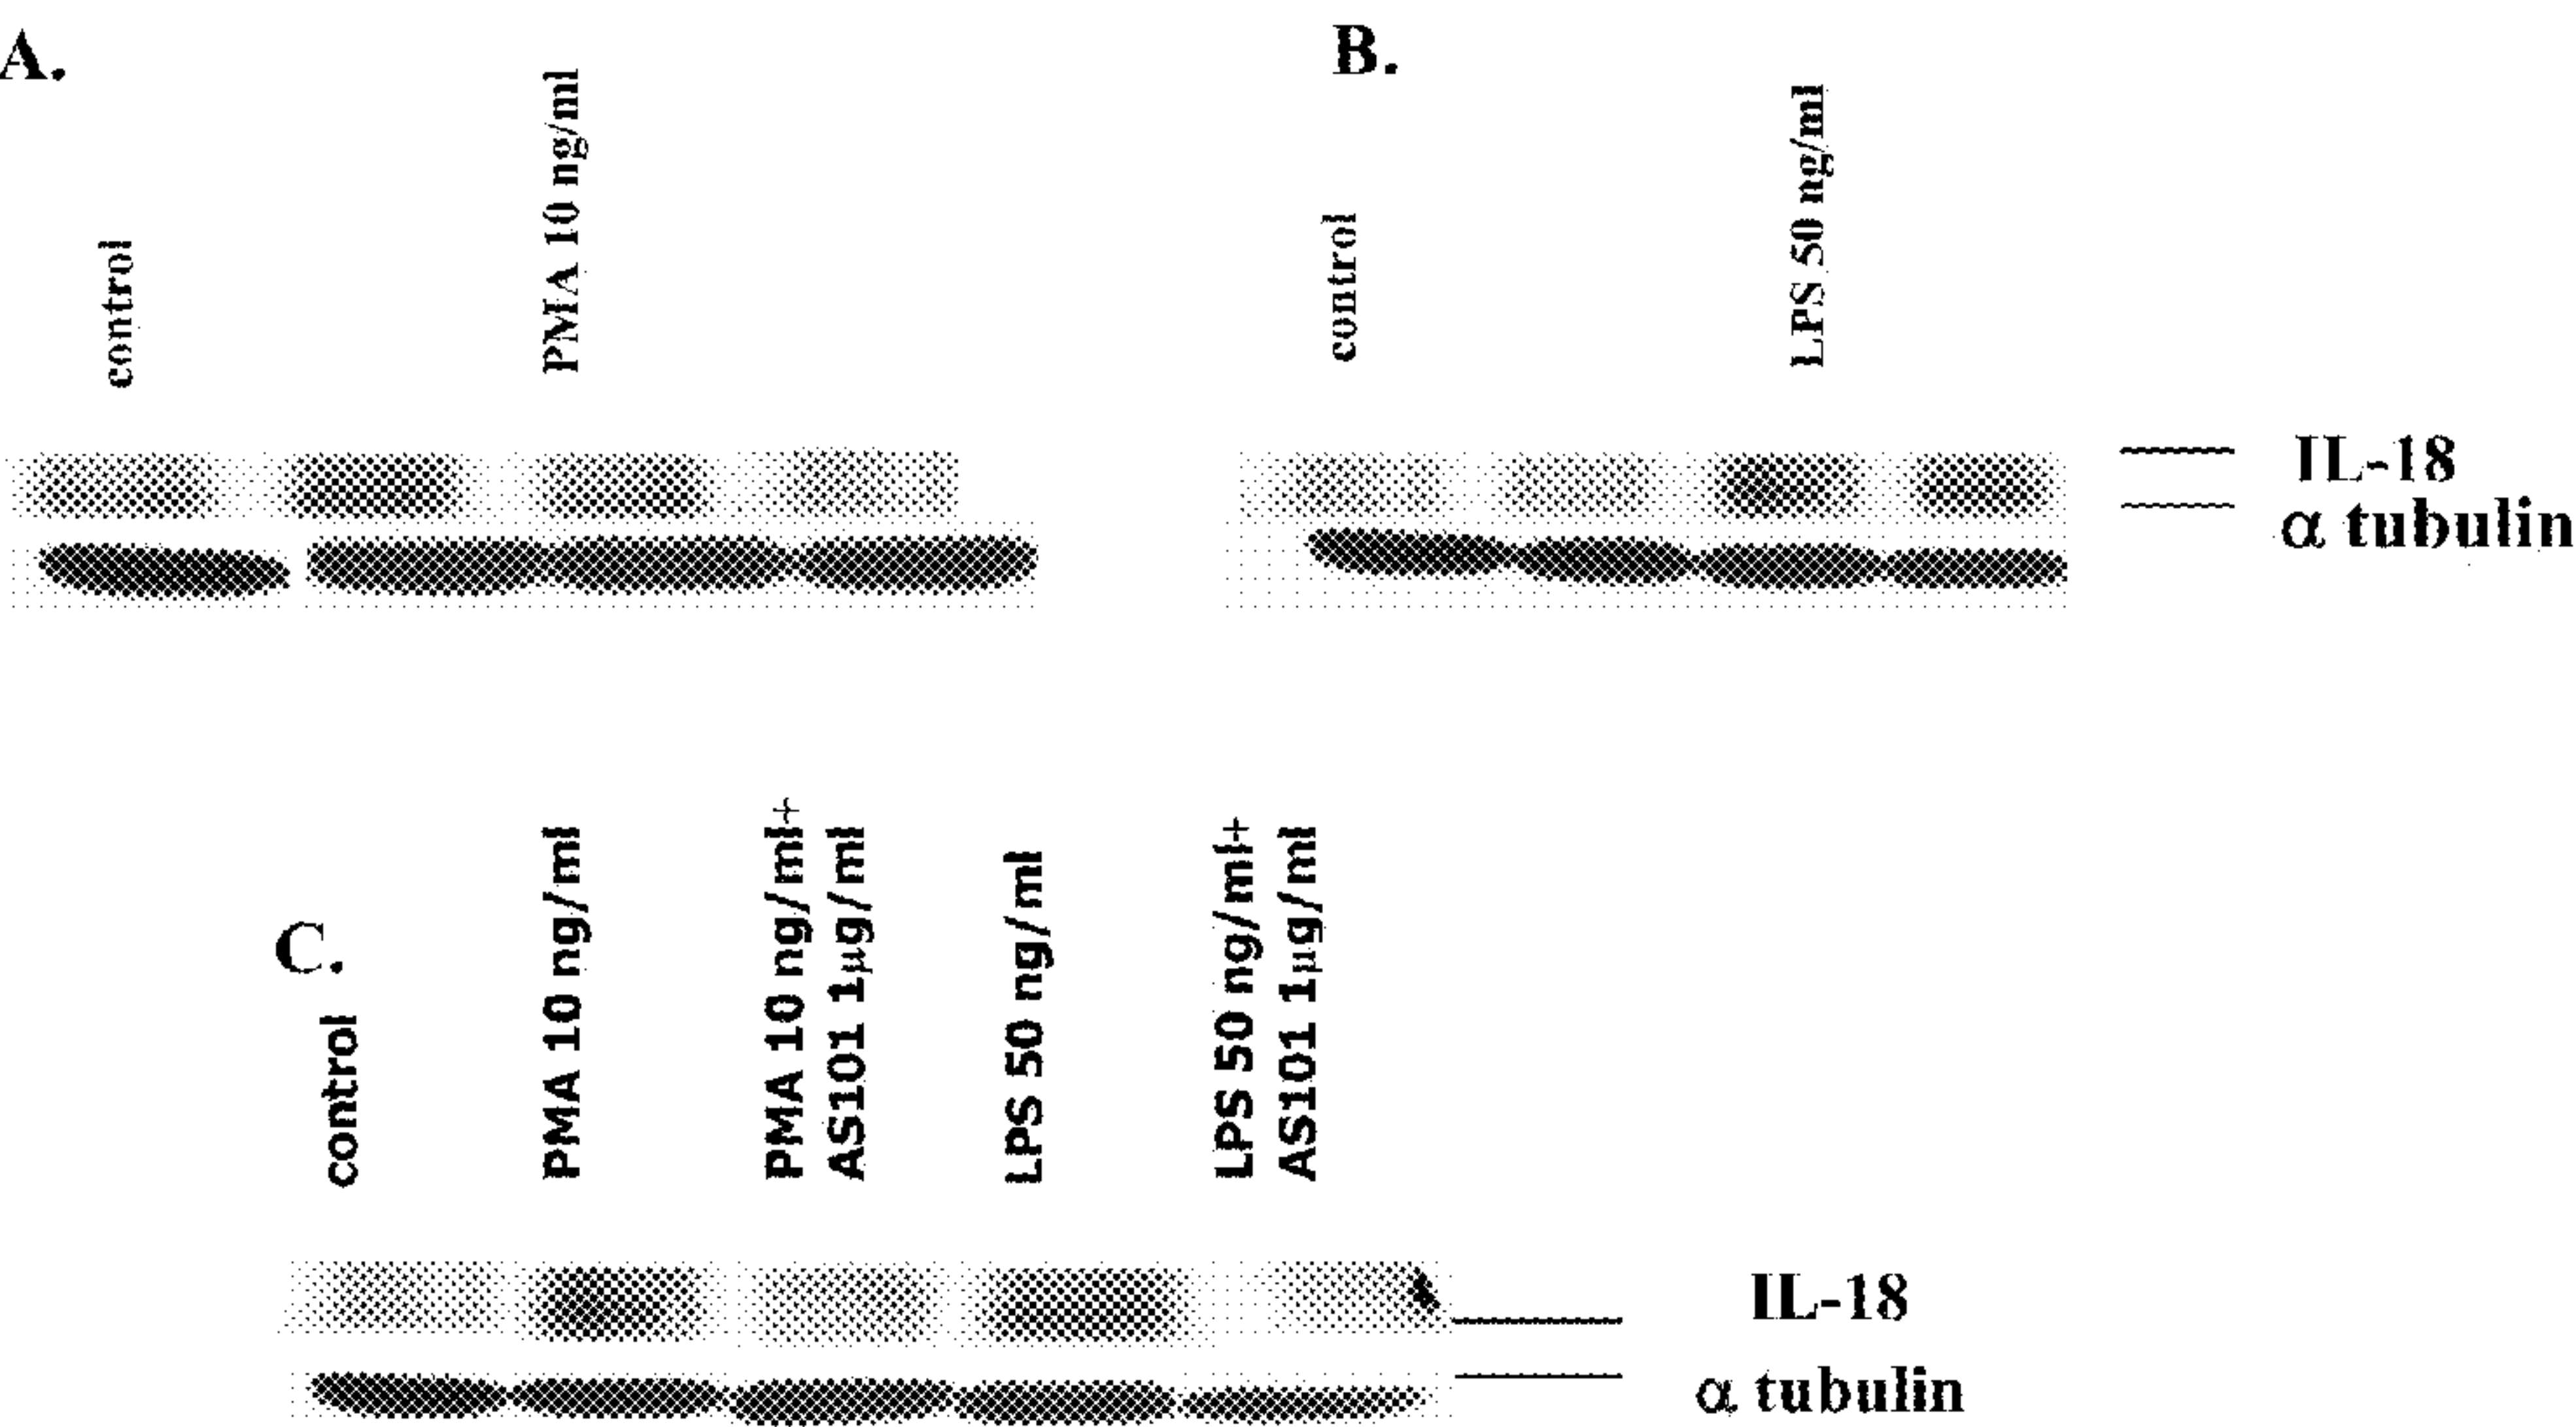 A.
control
PMA 10 ng/ml
B.
control
LPS 50 ng/ml
IL-18
α tubulin
C.
control
PMA 10 ng/ml
PMA 10 ng/ml+
AS101 1μg/ml
LPS 50 ng/ml
LPS 50 ng/ml+
AS101 1μg/ml
IL-18
α tubulin